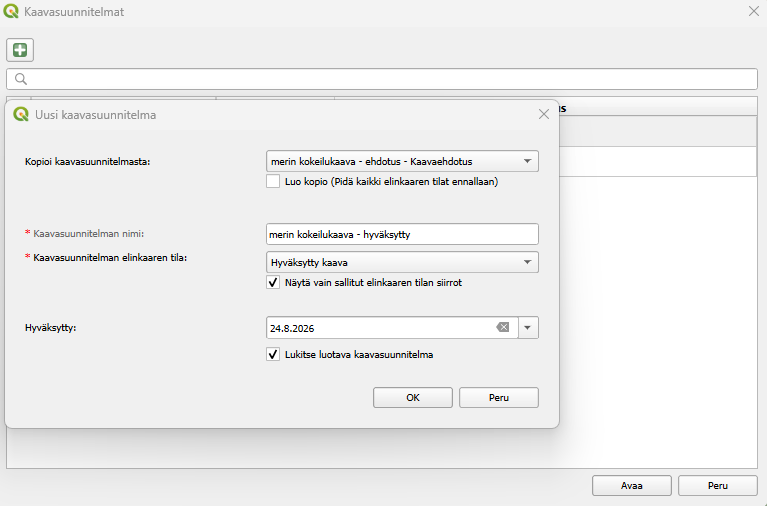 Kaavasuunnitelmat
us
Uusi kaavasuunnitelma
Kopioi kaavasuunnitelmasta:
merin kokeilukaava - ehdotus - Kaavaehdotus
Luo kopio (Pidä kaikki elinkaaren tilat ennallaan)
* Kaavasuunnitelman nimi:
merin kokeilukaava - hyväksytty
* Kaavasuunnitelman elinkaaren tila:
Hyväksytty kaava
Näytä vain sallitut elinkaaren tilan siirrot
Hyväksytty:
24.8.2026
Lukitse luotava kaavasuunnitelma
OK
Peru
Avaa
Peru